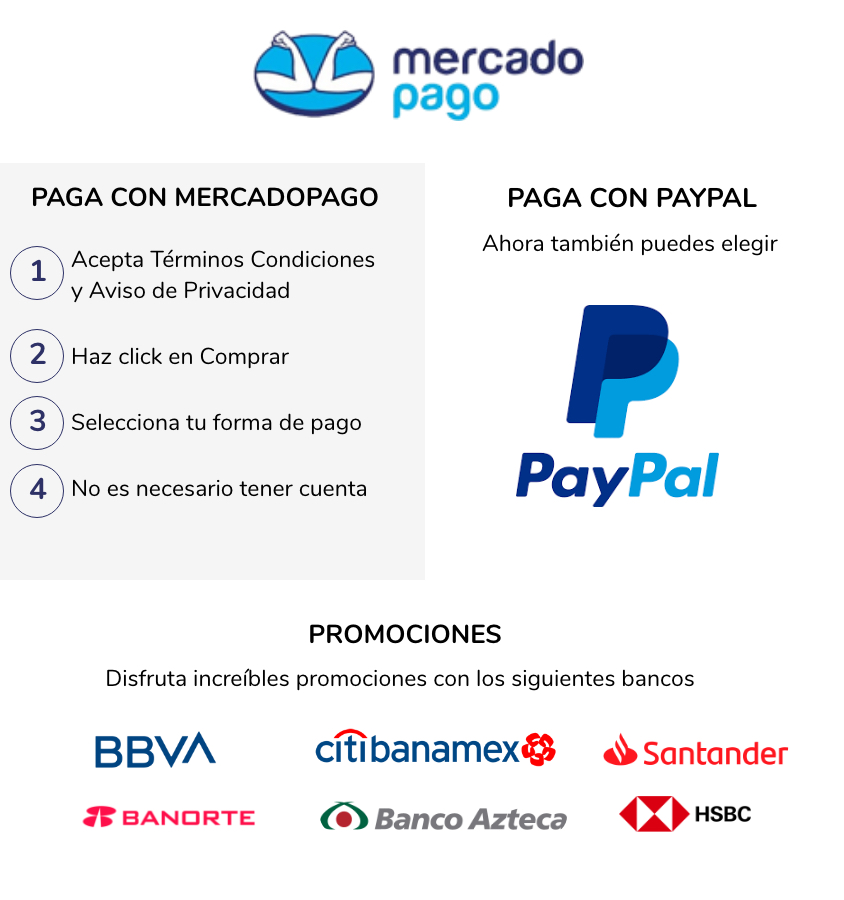 mercado
pago
PAGA CON MERCADOPAGO
1 Acepta Términos Condiciones
y Aviso de Privacidad
2 Haz click en Comprar
3 Selecciona tu forma de pago
4 No es necesario tener cuenta
PAGA CON PAYPAL
Ahora también puedes elegir
PayPal
PROMOCIONES
Disfruta increíbles promociones con los siguientes bancos
BBVA citibanamex Santander
BANORTE Banco Azteca HSBC